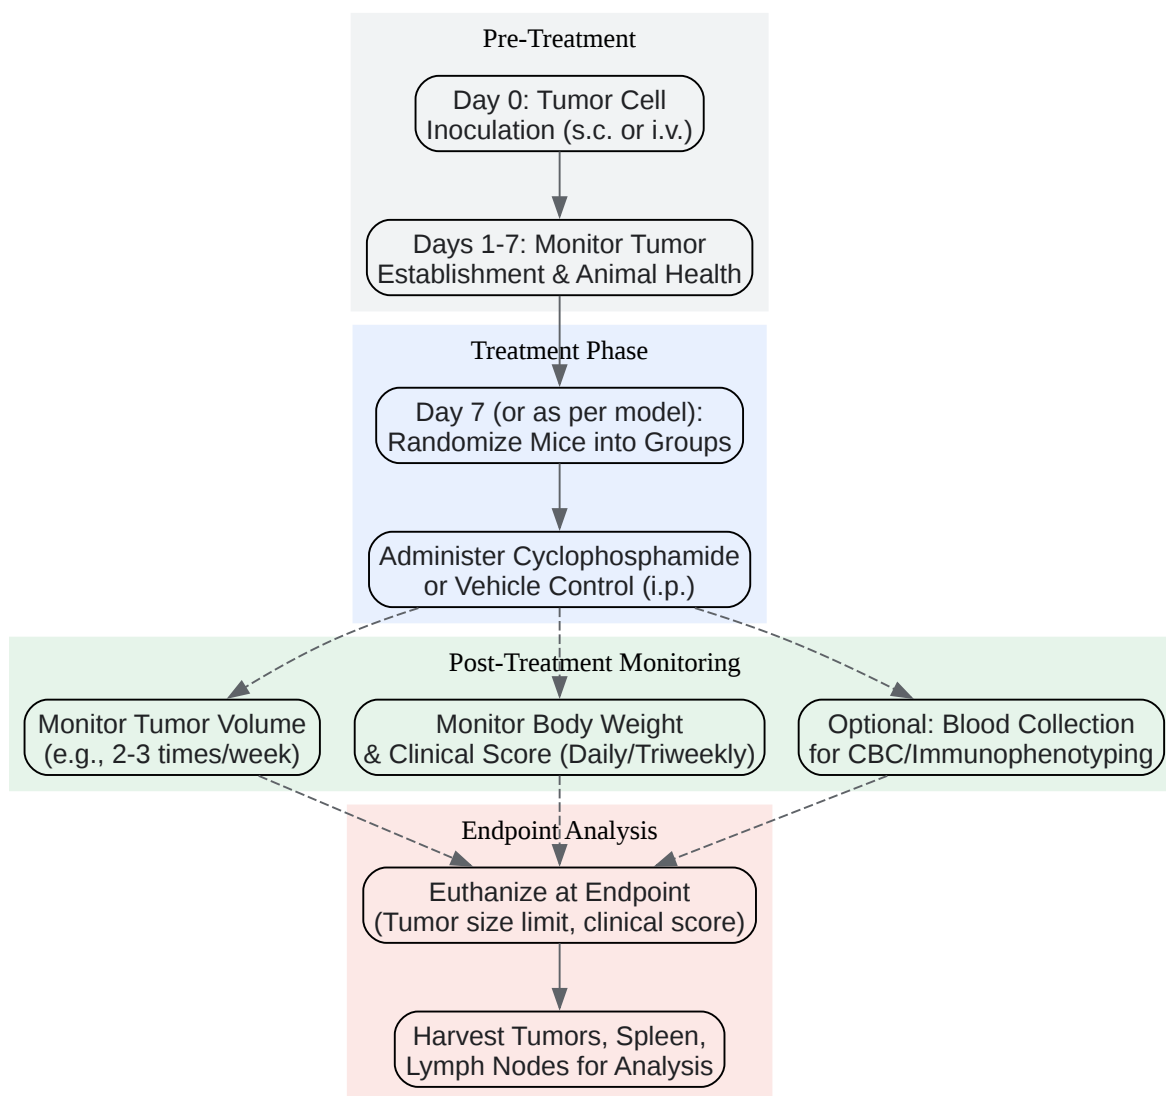 Pre-Treatment
Day 0: Tumor Cell
Inoculation (s.c. or i.v.)
Days 1-7: Monitor Tumor
Establishment & Animal Health
Treatment Phase
Day 7 (or as per model):
Randomize Mice into Groups
Administer Cyclophosphamide
or Vehicle Control (i.p.)
Post-Treatment Monitoring
Monitor Tumor Volume
(e.g., 2-3 times/week)
Monitor Body Weight
& Clinical Score (Daily/Triweekly)
Optional: Blood Collection
for CBC/Immunophenotyping
Endpoint Analysis
Euthanize at Endpoint
(Tumor size limit, clinical score)
Harvest Tumors, Spleen,
Lymph Nodes for Analysis